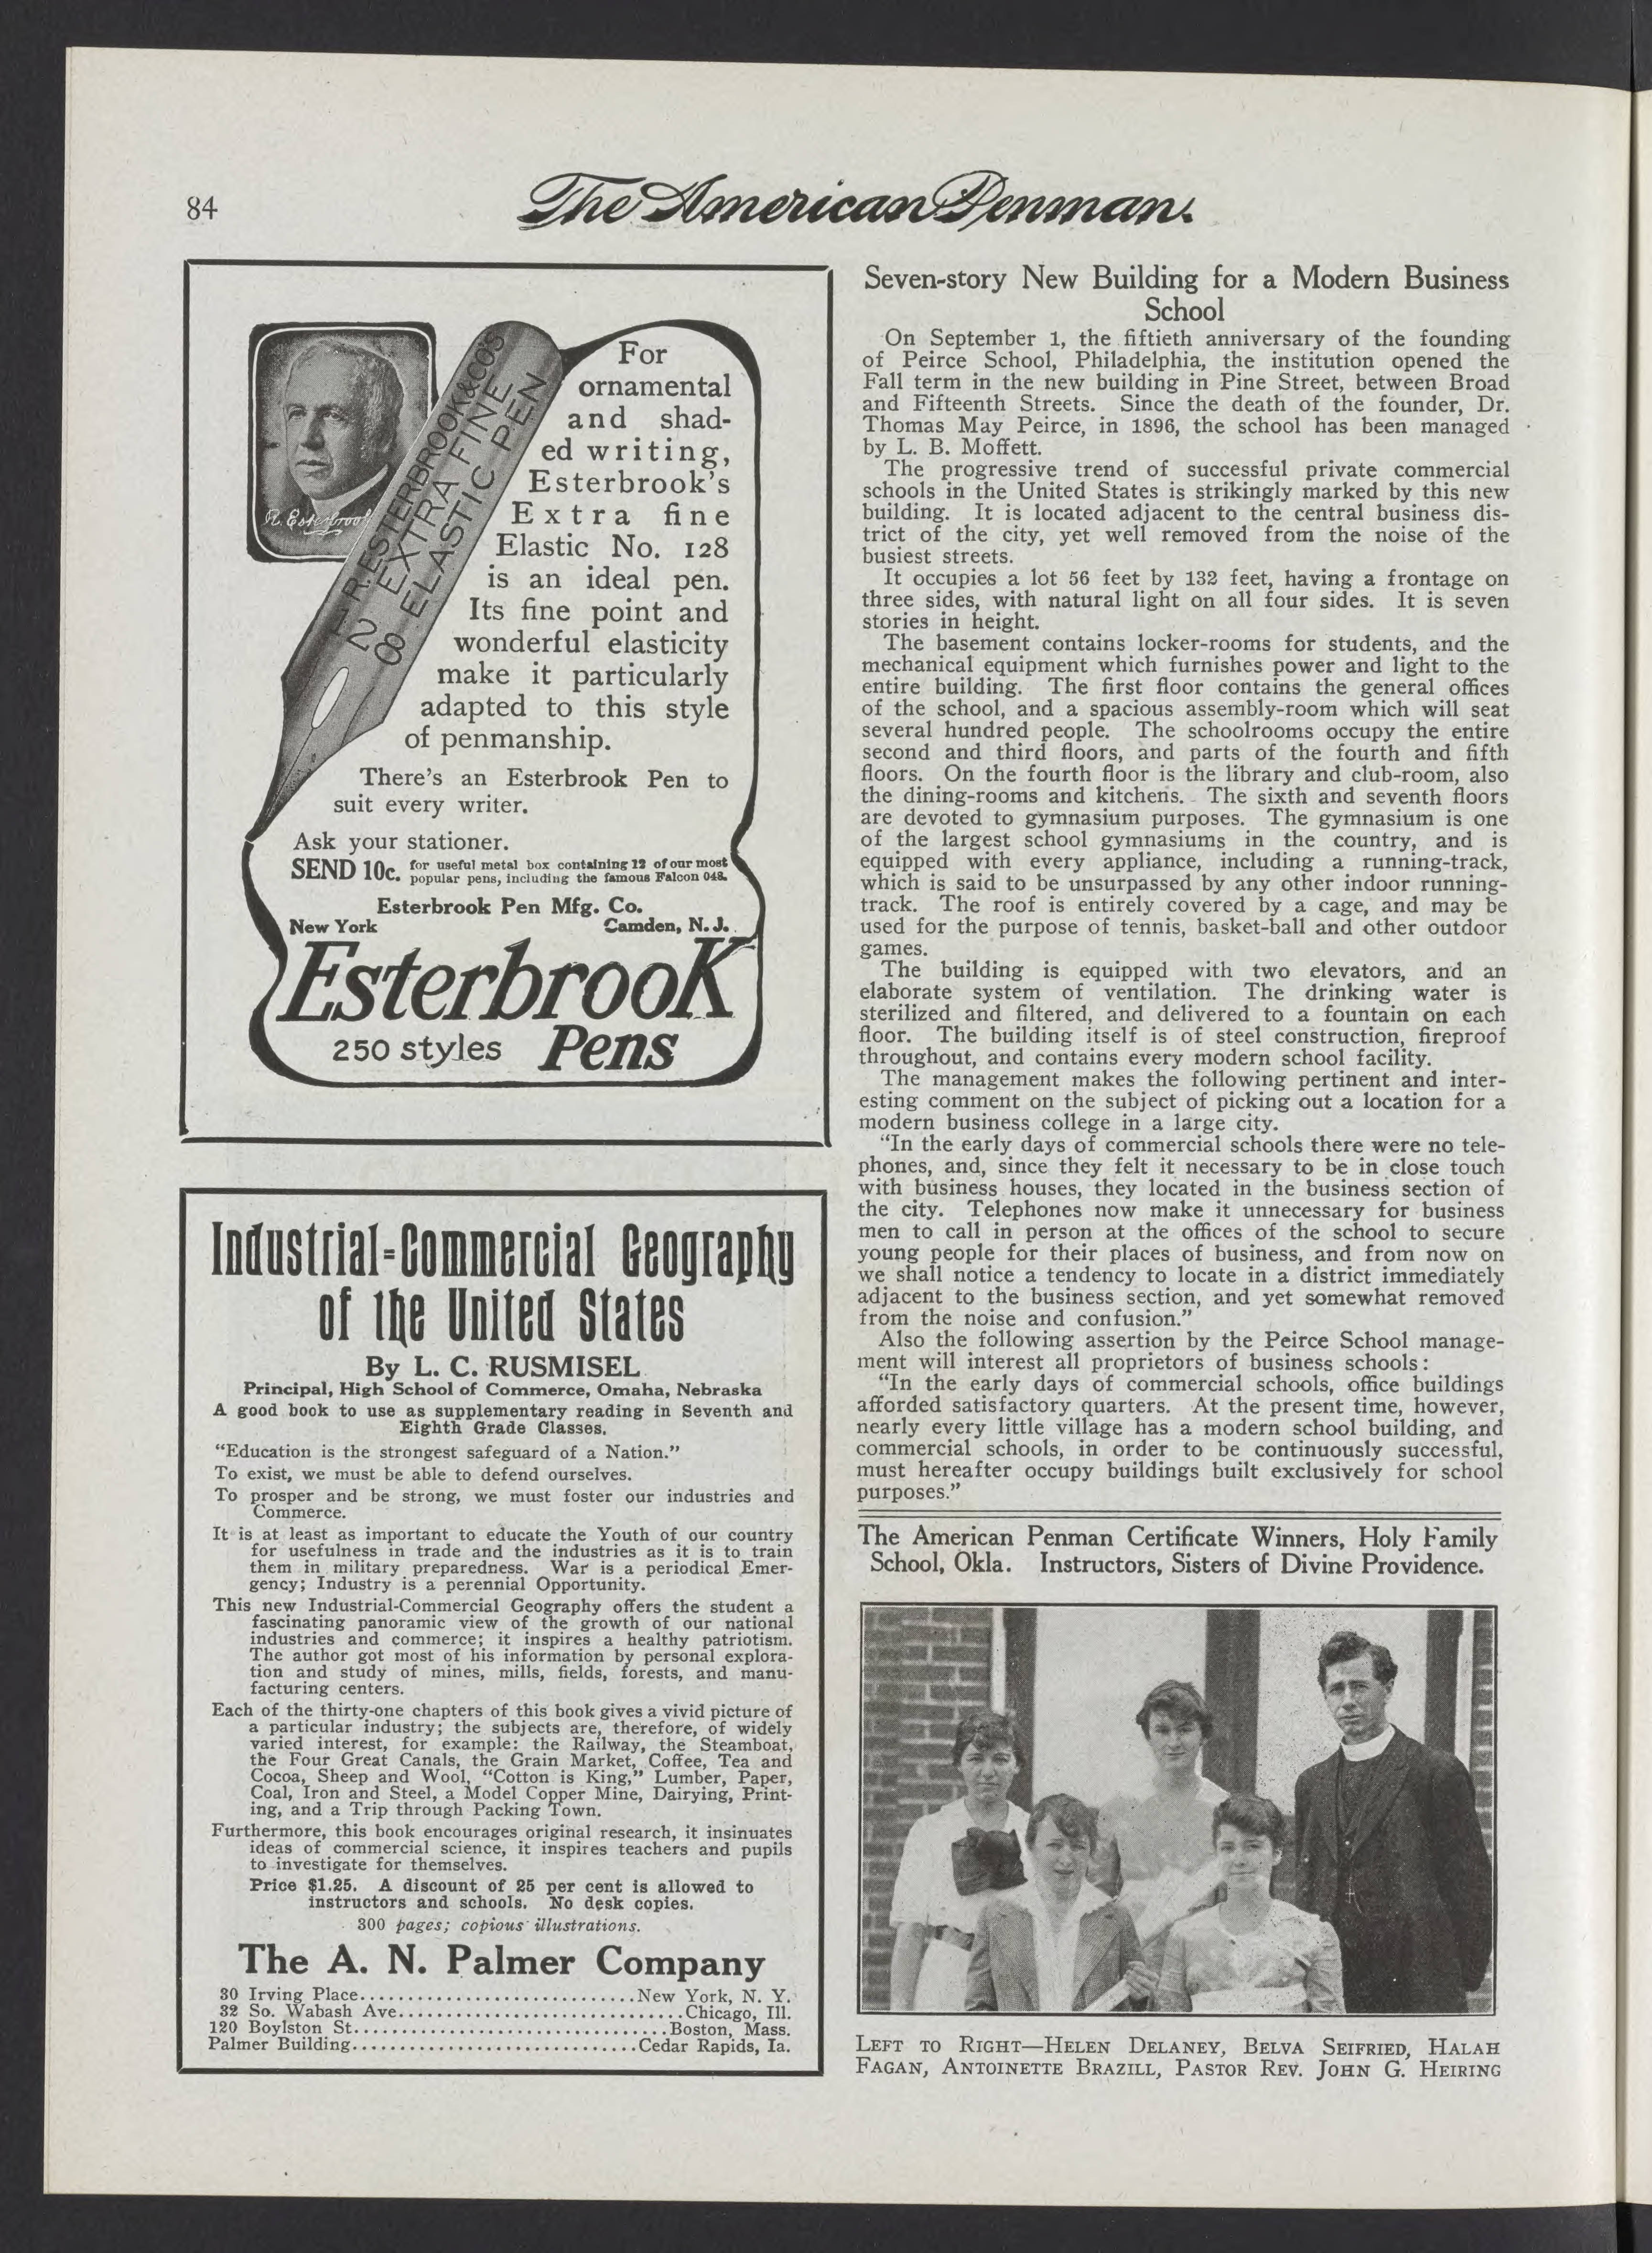 84
The American Penman.
R. Esterbrook
R. ESTERBROOK & CO'S
EXTRA FINE
ELASTIC PEN
128
For
ornamental
and shad-
ed writing,
Esterbrook's
Extra fine
Elastic No. 128
is an ideal pen.
Its fine point and
wonderful elasticity
make it particularly
adapted to this style
of penmanship.
There's an Esterbrook Pen to
suit every writer.
Ask your stationer.
SEND 10c. for useful metal box containing 12 of our most
popular pens, including the famous Falcon 048.
Esterbrook Pen Mfg. Co.
New York Camden, N. J.
Esterbrook
250 styles Pens
Industrial-Commercial Geography
of the United States
By L. C. RUSMISEL
Principal, High School of Commerce, Omaha, Nebraska
A good book to use as supplementary reading in Seventh and
Eighth Grade Classes.
"Education is the strongest safeguard of a Nation."
To exist, we must be able to defend ourselves.
To prosper and be strong, we must foster our industries and
Commerce.
It is at least as important to educate the Youth of our country
for usefulness in trade and the industries as it is to train
them in military preparedness. War is a periodical Emer-
gency; Industry is a perennial Opportunity.
This new Industrial-Commercial Geography offers the student a
fascinating panoramic view of the growth of our national
industries and commerce; it inspires a healthy patriotism.
The author got most of his information by personal explora-
tion and study of mines, mills, fields, forests, and manu-
facturing centers.
Each of the thirty-one chapters of this book gives a vivid picture of
a particular industry; the subjects are, therefore, of widely
varied interest, for example: the Railway, the Steamboat,
the Four Great Canals, the Grain Market, Coffee, Tea and
Cocoa, Sheep and Wool, "Cotton is King," Lumber, Paper,
Coal, Iron and Steel, a Model Copper Mine, Dairying, Print-
ing, and a Trip through Packing Town.
Furthermore, this book encourages original research, it insinuates
ideas of commercial science, it inspires teachers and pupils
to investigate for themselves.
Price $1.25. A discount of 25 per cent is allowed to
instructors and schools. No desk copies.
300 pages; copious illustrations.
The A. N. Palmer Company
30 Irving Place..............................New York, N. Y.
32 So. Wabash Ave...............................Chicago, Ill.
120 Boylston St..................................Boston, Mass.
Palmer Building...............................Cedar Rapids, Ia.
Seven-story New Building for a Modern Business
School
On September 1, the fiftieth anniversary of the founding
of Peirce School, Philadelphia, the institution opened the
Fall term in the new building in Pine Street, between Broad
and Fifteenth Streets. Since the death of the founder, Dr.
Thomas May Peirce, in 1896, the school has been managed
by L. B. Moffett.
The progressive trend of successful private commercial
schools in the United States is strikingly marked by this new
building. It is located adjacent to the central business dis-
trict of the city, yet well removed from the noise of the
busiest streets.
It occupies a lot 56 feet by 132 feet, having a frontage on
three sides, with natural light on all four sides. It is seven
stories in height.
The basement contains locker-rooms for students, and the
mechanical equipment which furnishes power and light to the
entire building. The first floor contains the general offices
of the school, and a spacious assembly-room which will seat
several hundred people. The schoolrooms occupy the entire
second and third floors, and parts of the fourth and fifth
floors. On the fourth floor is the library and club-room, also
the dining-rooms and kitchens. The sixth and seventh floors
are devoted to gymnasium purposes. The gymnasium is one
of the largest school gymnasiums in the country, and is
equipped with every appliance, including a running-track,
which is said to be unsurpassed by any other indoor running-
track. The roof is entirely covered by a cage, and may be
used for the purpose of tennis, basket-ball and other outdoor
games.
The building is equipped with two elevators, and an
elaborate system of ventilation. The drinking water is
sterilized and filtered, and delivered to a fountain on each
floor. The building itself is of steel construction, fireproof
throughout, and contains every modern school facility.
The management makes the following pertinent and inter-
esting comment on the subject of picking out a location for a
modern business college in a large city.
"In the early days of commercial schools there were no tele-
phones, and, since they felt it necessary to be in close touch
with business houses, they located in the business section of
the city. Telephones now make it unnecessary for business
men to call in person at the offices of the school to secure
young people for their places of business, and from now on
we shall notice a tendency to locate in a district immediately
adjacent to the business section, and yet somewhat removed
from the noise and confusion."
Also the following assertion by the Peirce School manage-
ment will interest all proprietors of business schools:
"In the early days of commercial schools, office buildings
afforded satisfactory quarters. At the present time, however,
nearly every little village has a modern school building, and
commercial schools, in order to be continuously successful,
must hereafter occupy buildings built exclusively for school
purposes."
The American Penman Certificate Winners, Holy Family
School, Okla. Instructors, Sisters of Divine Providence.
LEFT TO RIGHT—HELEN DELANEY, BELVA SEIFRIED, HALAH
FAGAN, ANTOINETTE BRAZILL, PASTOR REV. JOHN G. HEIRING